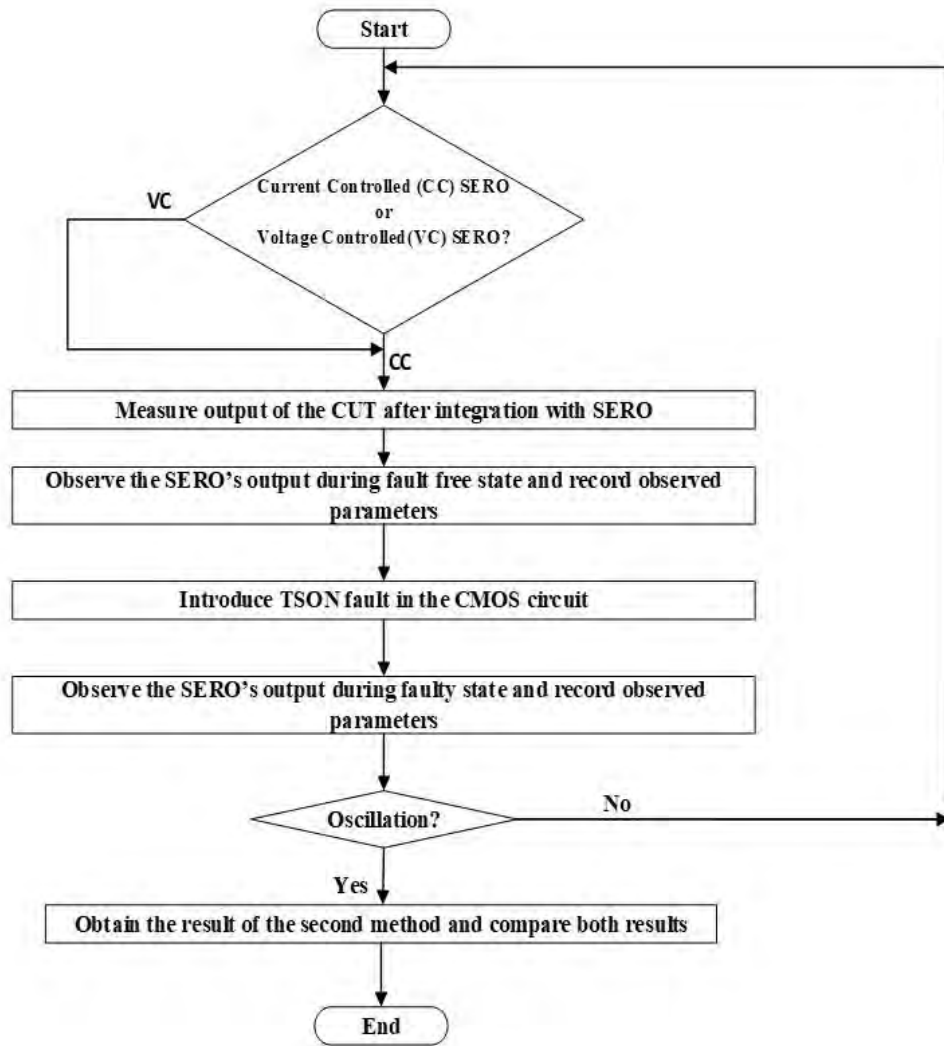 Start
Current Controlled (CC) SERO
or
Voltage Controlled(VC) SERO?
VC
CC
Measure output of the CUT after integration with SERO
Observe the SERO's output during fault free state and record observed
parameters
Introduce TSON fault in the CMOS circuit
Observe the SERO's output during faulty state and record observed
parameters
Oscillation?
No
Yes
Obtain the result of the second method and compare both results
End